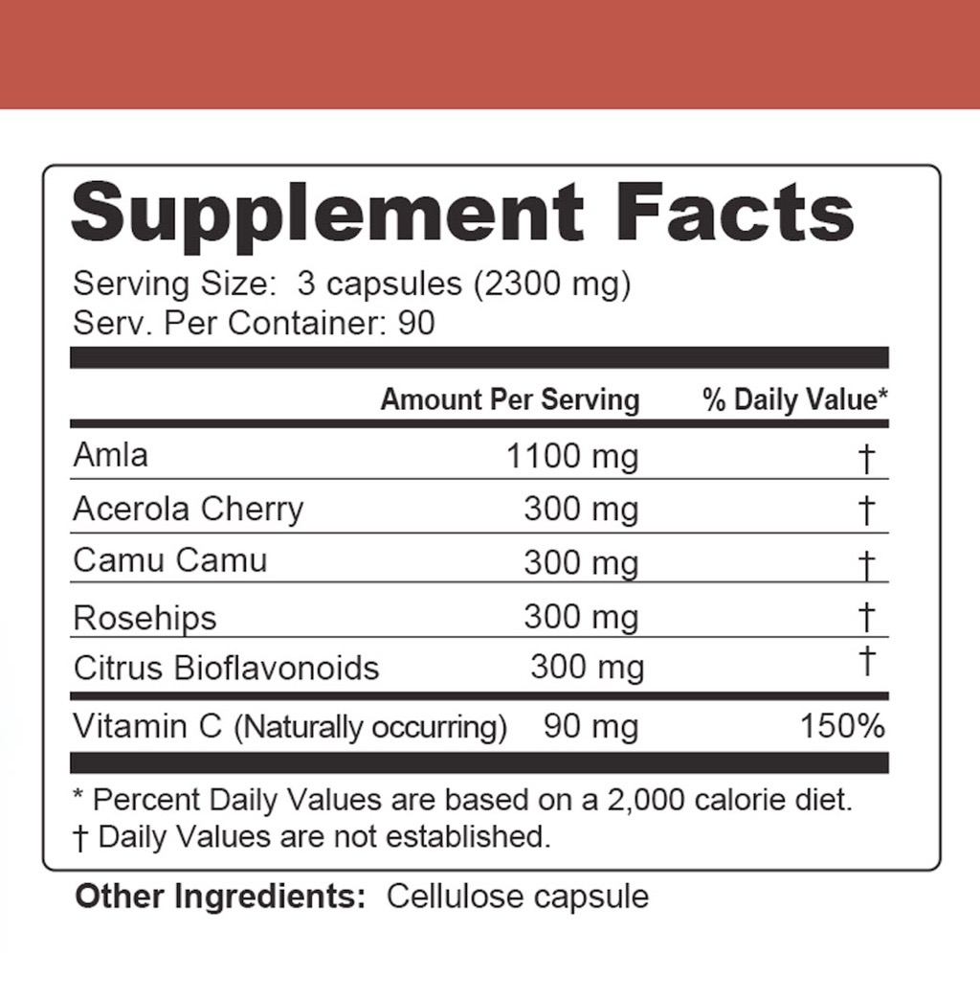 Supplement Facts
Serving Size: 3 capsules (2300 mg)
Serv. Per Container: 90
Amount Per Serving % Daily Value*
Amla 1100 mg †
Acerola Cherry 300 mg †
Camu Camu 300 mg †
Rosehips 300 mg †
Citrus Bioflavonoids 300 mg †
Vitamin C (Naturally occurring) 90 mg 150%
* Percent Daily Values are based on a 2,000 calorie diet.
† Daily Values are not established.
Other Ingredients: Cellulose capsule